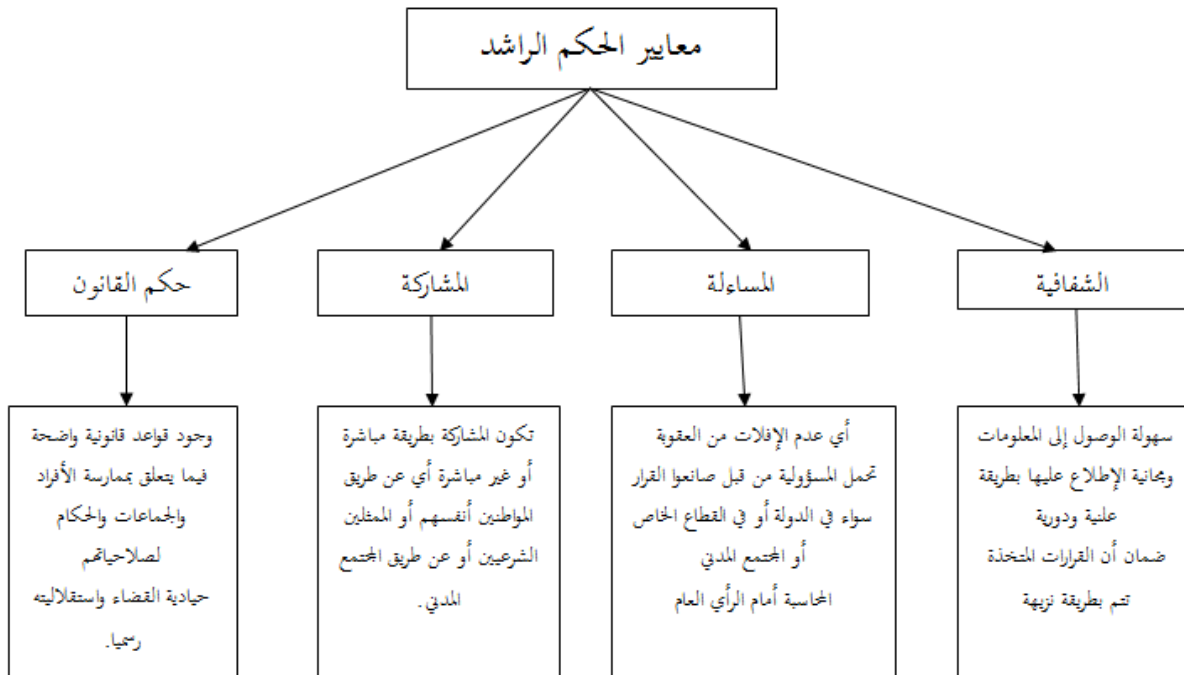 معايير الحكم الراشد
الشفافية
المساءلة
المشاركة
حكم القانون
سهولة الوصول إلى المعلومات
ومجانية الإطلاع عليها بطريقة
علنية ودورية
ضمان أن القرارات المتخذة
تتم بطريقة نزيهة
أي عدم الإفلات من العقوبة
تحمل المسؤولية من قبل صانعوا القرار
سواء في الدولة أو في القطاع الخاص
أو المجتمع المدني
المحاسبة أمام الرأي العام
تكون المشاركة بطريقة مباشرة
أو غير مباشرة أي عن طريق
المواطنين أنفسهم أو الممثلين
الشرعيين أو عن طريق المجتمع
المدني.
وجود قواعد قانونية واضحة
فيما يتعلق بممارسة الأفراد
والجماعات والحكام
لصلاحياتهم
حيادية القضاء واستقلاليته
رسميا.